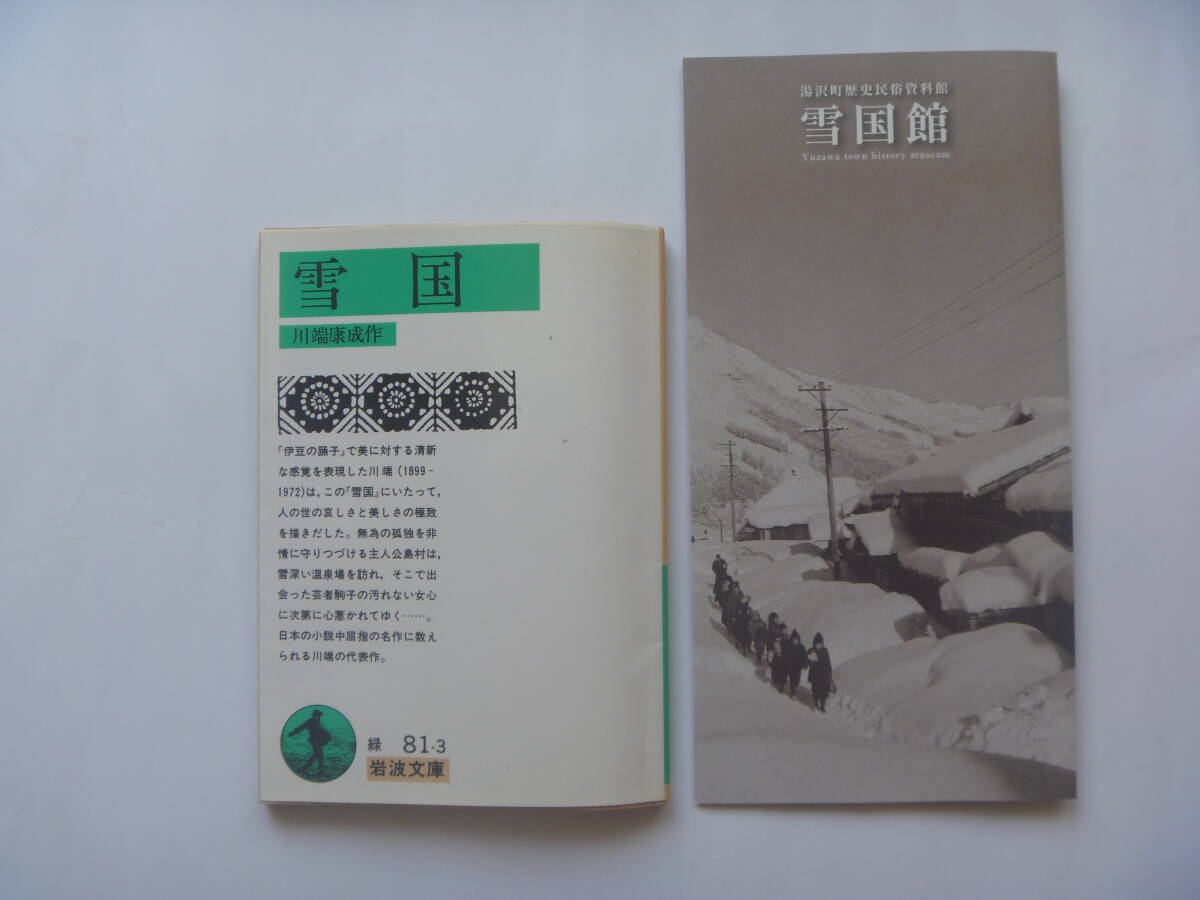 雪国
川端康成作
『伊豆の踊子』で美に対する清新
な感覚を表現した川端(1899-
1972)は,この『雪国』にいたって,
人の世の哀しさと美しさの極致
を描きだした。無為の孤独を非
情に守りつづける主人公島村は,
雪深い温泉場を訪れ,そこで出
会った芸者駒子の汚れない女心
に次第に心惹かれてゆく……。
日本の小説中屈指の名作に数え
られる川端の代表作。
緑 81-3
岩波文庫
湯沢町歴史民俗資料館
雪国館
Yuzawa town history museum